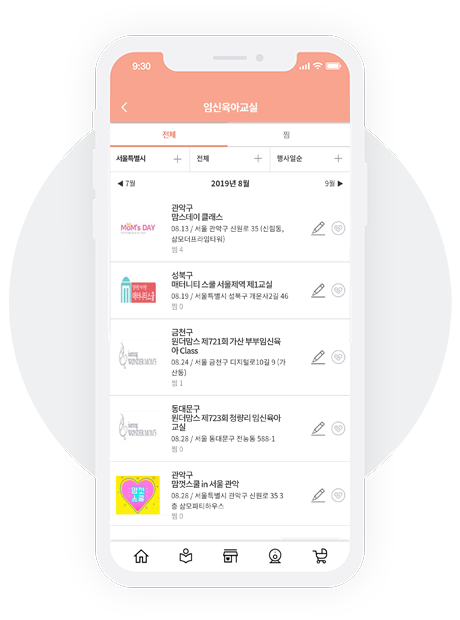 9:30
임신육아교실
전체
찜
서울특별시
전체
행사일순
◀ 7월
2019년 8월
9월 ▶
MoM's DAY
관악구
맘스데이 클래스
08.13 / 서울 관악구 신원로 35 (신림동,
삼모더프라임타워)
찜 4
매터니티스쿨
성북구
매터니티 스쿨 서울제역 제1교실
08.19 / 서울특별시 성북구 개운사2길 46
찜 0
WONDER MOM'S
금천구
원더맘스 제721회 가산 부부임신육
아 Class
08.24 / 서울 금천구 디지털로10길 9 (가
산동)
찜 1
WONDER MOM'S
동대문구
원더맘스 제723회 청량리 임신육아
교실
08.28 / 서울 동대문구 전농동 588-1
찜 0
맘껏
스쿨
관악구
맘껏스쿨 in 서울 관악
08.28 / 서울특별시 관악구 신원로 35 3
층 삼모파티하우스
찜 0